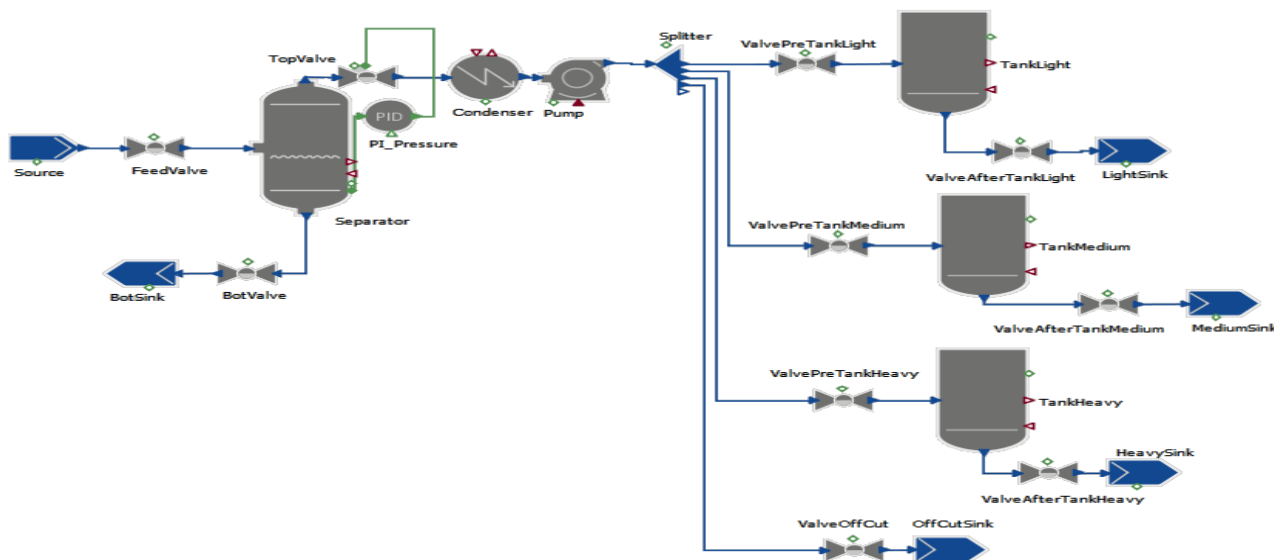 Splitter
ValvePreTankLight
TopValve
TankLight
Condenser
Pump
PID
PI_Pressure
Source
FeedValve
ValveAfterTankLight
LightSink
Separator
ValvePreTankMedium
TankMedium
BotSink
BotValve
ValveAfterTankMedium
MediumSink
ValvePreTankHeavy
TankHeavy
HeavySink
ValveAfterTankHeavy
ValveOffCut
OffCutSink